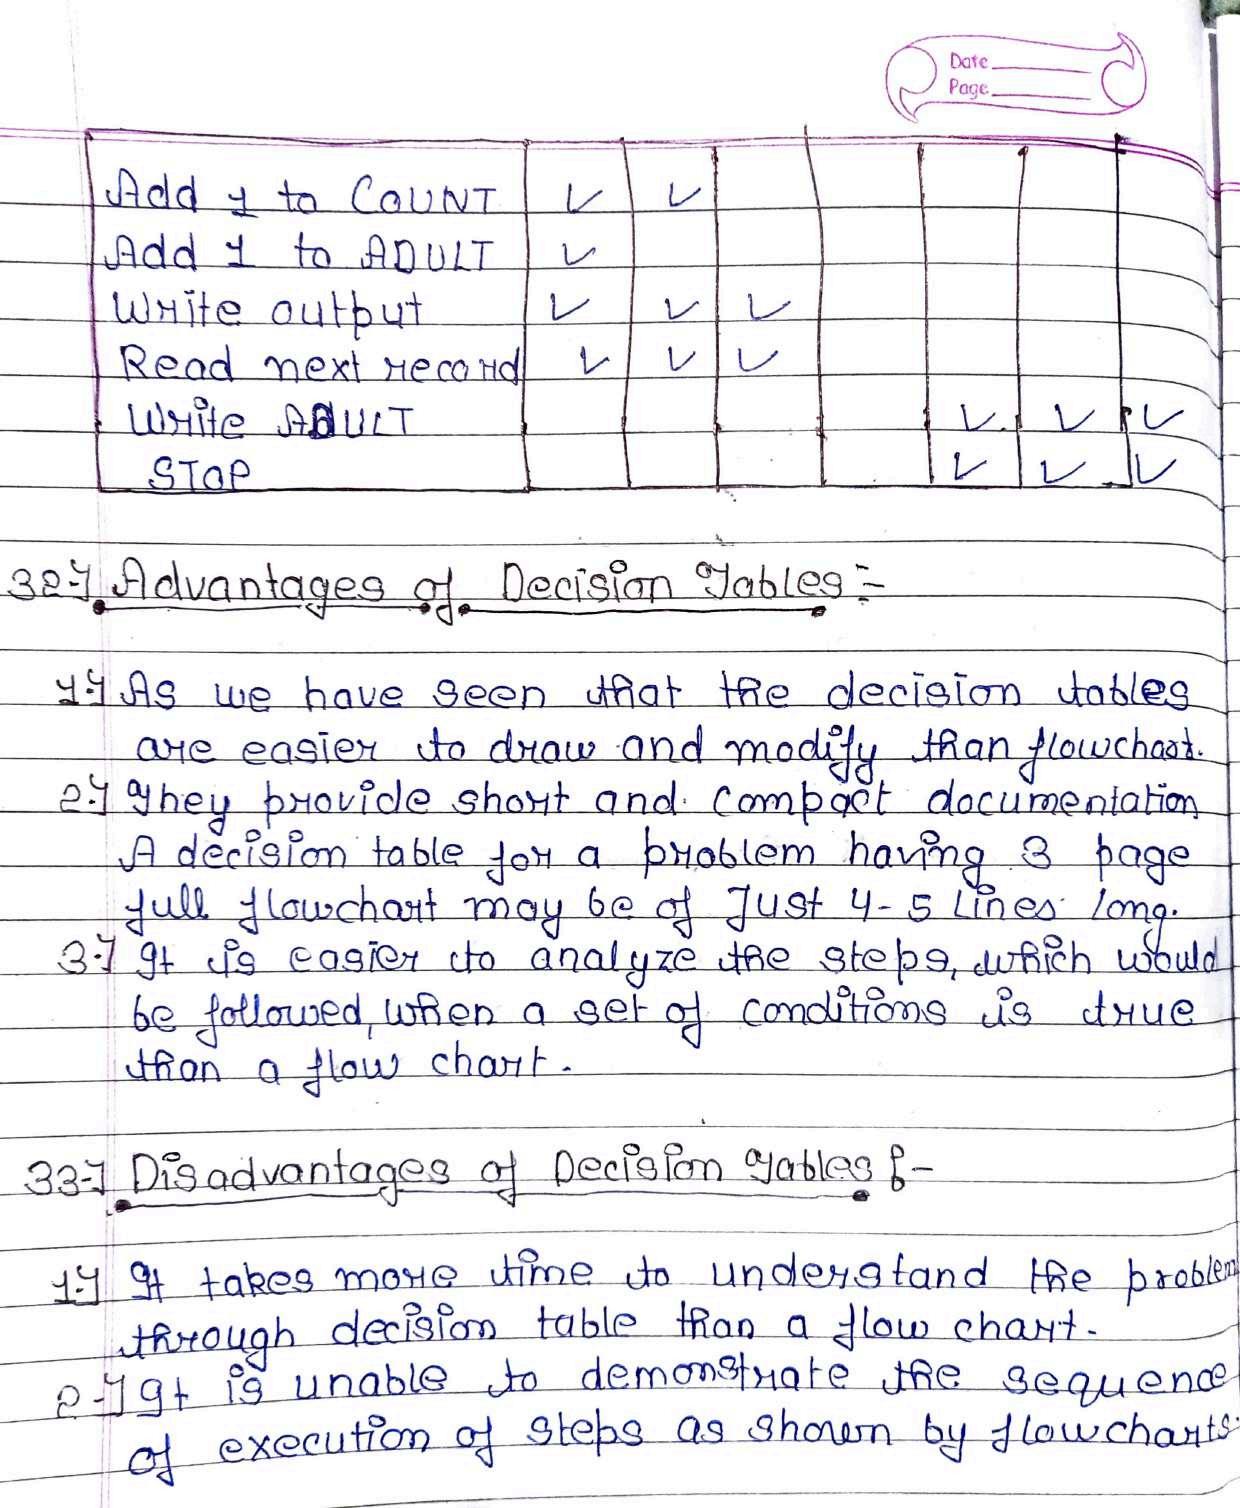 Date
Page
Add 1 to COUNT ✓ ✓
Add 1 to ADULT ✓
Write output ✓ ✓ ✓
Read next record ✓ ✓ ✓
Write ADULT ✓ ✓ ✓
STOP ✓ ✓ ✓
32-} Advantages of Decision Tables :-
1-} As we have seen that the decision tables
are easier to draw and modify than flowchart.
2-} They provide short and compact documentation
A decision table for a problem having 3 page
full flowchart may be of Just 4-5 Lines long.
3-} It is easier to analyze the steps, which would
be followed, when a set of conditions is true
than a flow chart.
33-} Disadvantages of Decision Tables :-
1-} It takes more time to understand the problem
through decision table than a flow chart.
2-} It is unable to demonstrate the sequence
of execution of steps as shown by flowcharts.